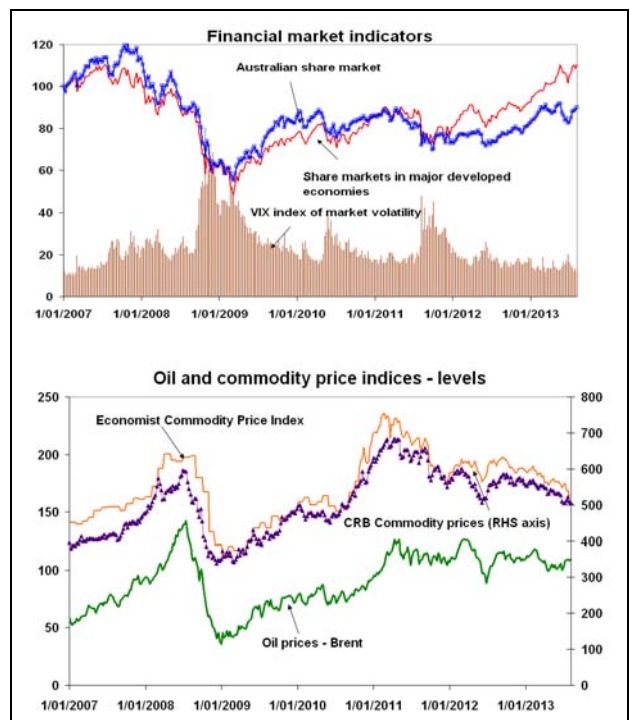 Financial market indicators
120
100
80
60
40
20
0
Australian share market
Share markets in major developed
economies
VIX index of market volatility
1/01/2007 1/01/2008 1/01/2009 1/01/2010 1/01/2011 1/01/2012 1/01/2013
Oil and commodity price indices - levels
250
200
150
100
50
0
800
700
600
500
400
300
200
100
0
Economist Commodity Price Index
CRB Commodity prices (RHS axis)
Oil prices - Brent
1/01/2007 1/01/2008 1/01/2009 1/01/2010 1/01/2011 1/01/2012 1/01/2013